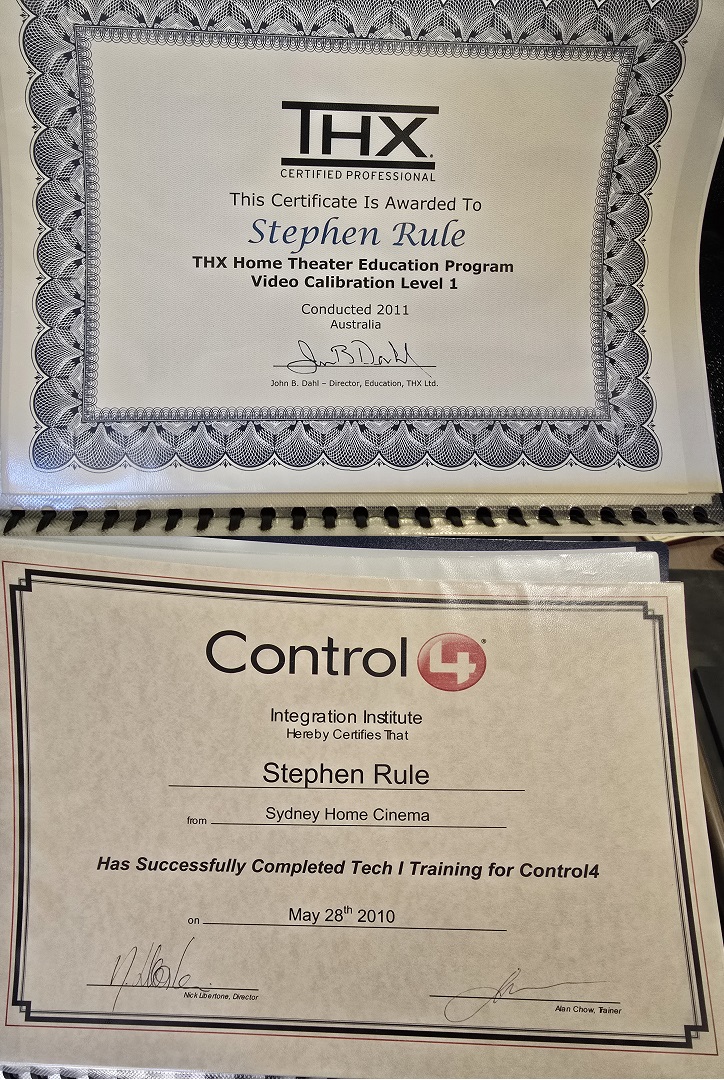 THX
CERTIFIED PROFESSIONAL
This Certificate Is Awarded To
Stephen Rule
THX Home Theater Education Program
Video Calibration Level 1
Conducted 2011
Australia
John B. Dahl – Director, Education, THX Ltd.
Control 4®
Integration Institute
Hereby Certifies That
Stephen Rule
from Sydney Home Cinema
Has Successfully Completed Tech I Training for Control4
on May 28th 2010
Nick Libertone, Director
Alan Chow, Trainer